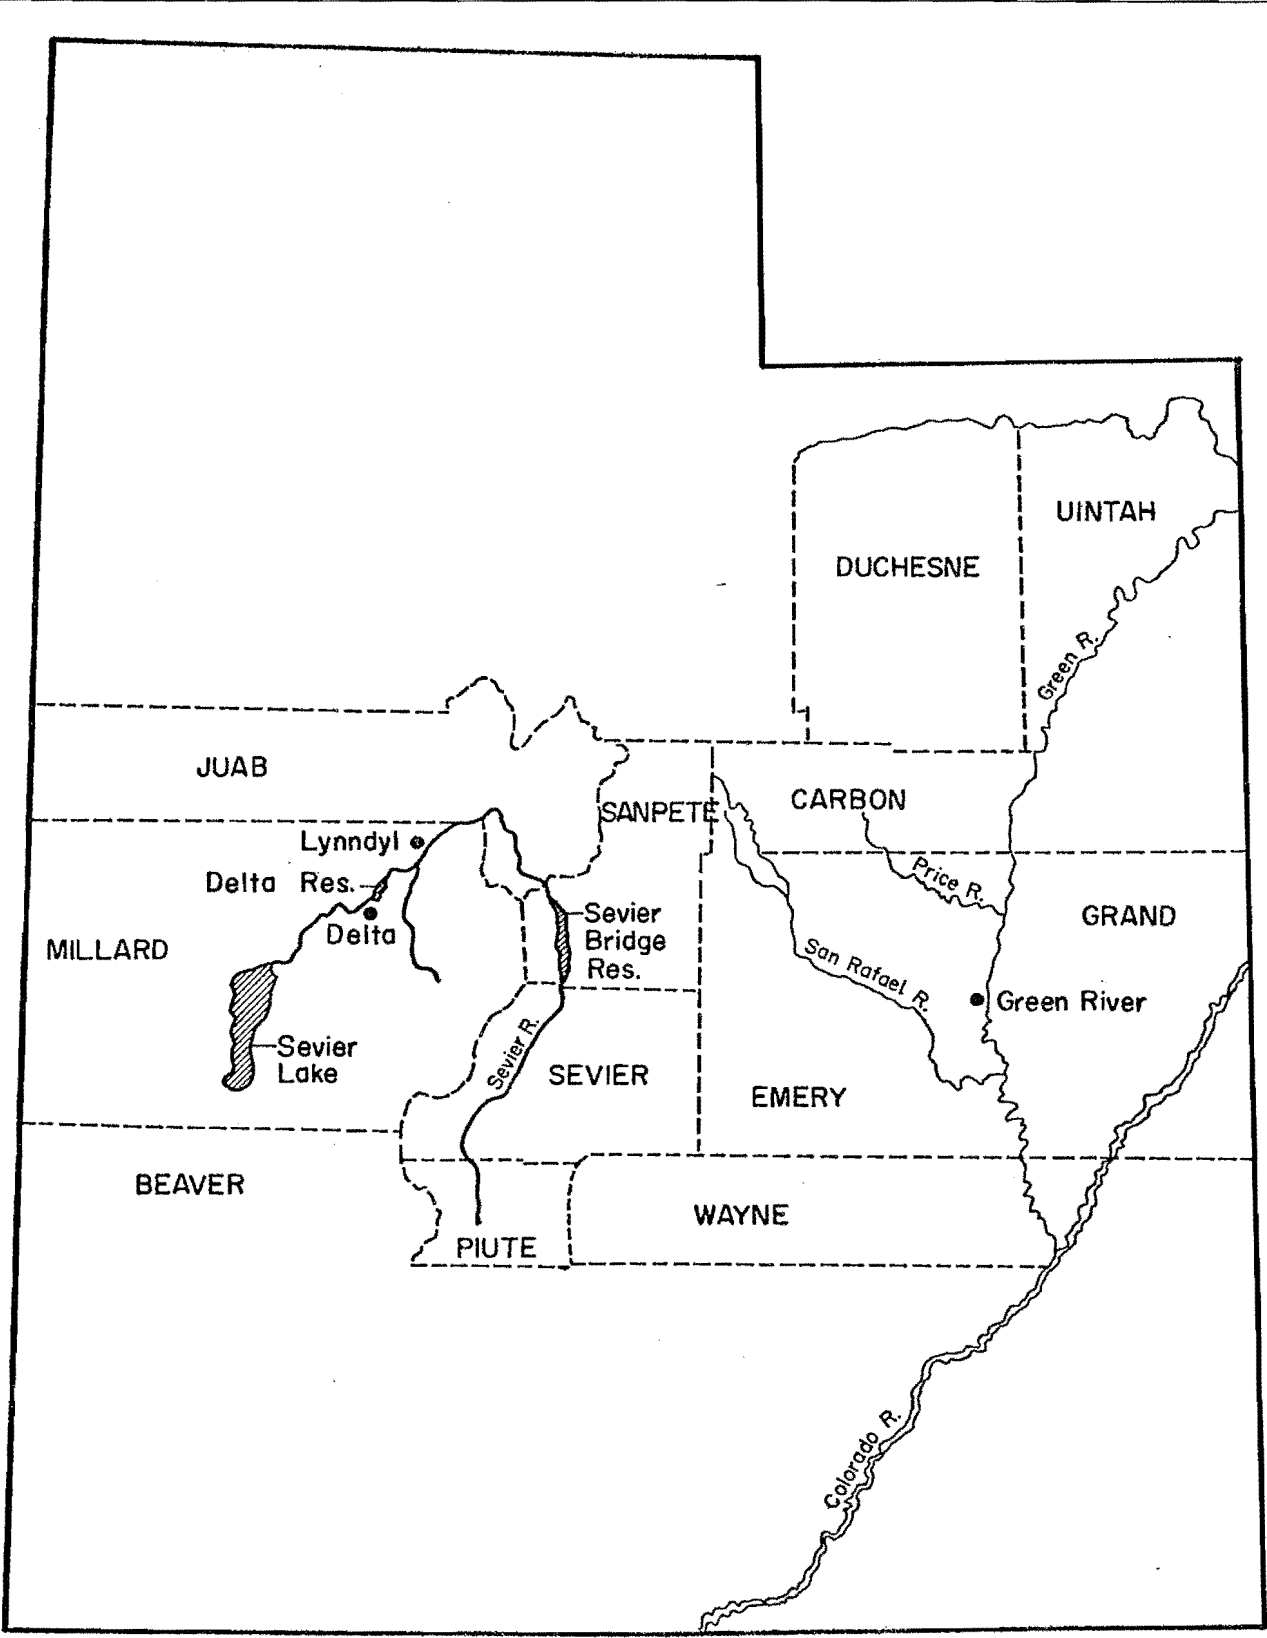 UINTAH
DUCHESNE
Green R.
JUAB
SANPETE
CARBON
Lynndyl
Delta Res.
Price R.
Delta
Sevier
Bridge
Res.
GRAND
MILLARD
San Rafael R.
Green River
Sevier
Lake
Sevier R.
SEVIER
EMERY
BEAVER
WAYNE
PIUTE
Colorado R.